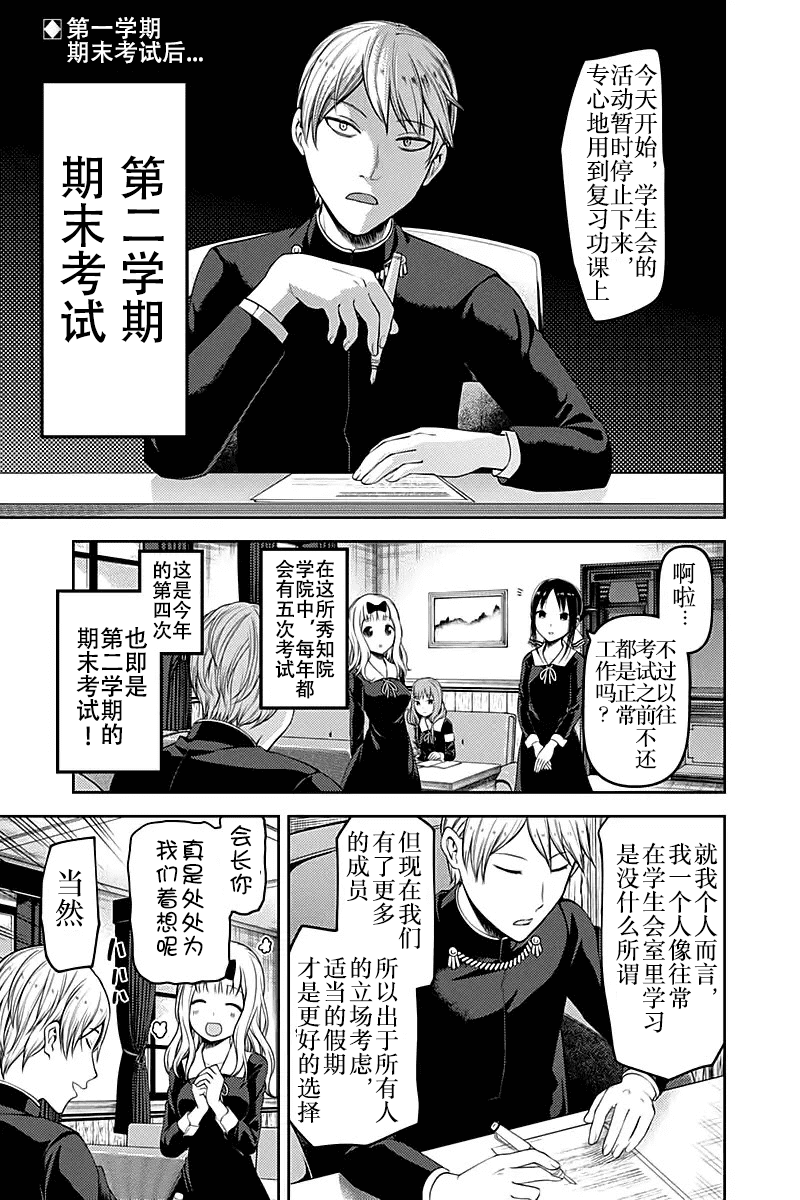 第一学期
期末考试后...
今天开始，学生会的
活动暂时停止下来，
专心地用到复习功课上
第二学期
期末考试
啊啦…
不过以往
考试之前不还
都是正常
工作吗？
在这所秀知院
学院中，每年都
会有五次考试
这是今年
的第四次
也即是
第二学期的
期末考试！
就我个人而言，
我一个人像往常
在学生会室里学习
是没什么所谓
但现在我们
有了更多
的成员
所以出于所有人
的立场考虑，
适当的假期
才是更好的选择
会长你
真是处处为
我们着想呢
当然